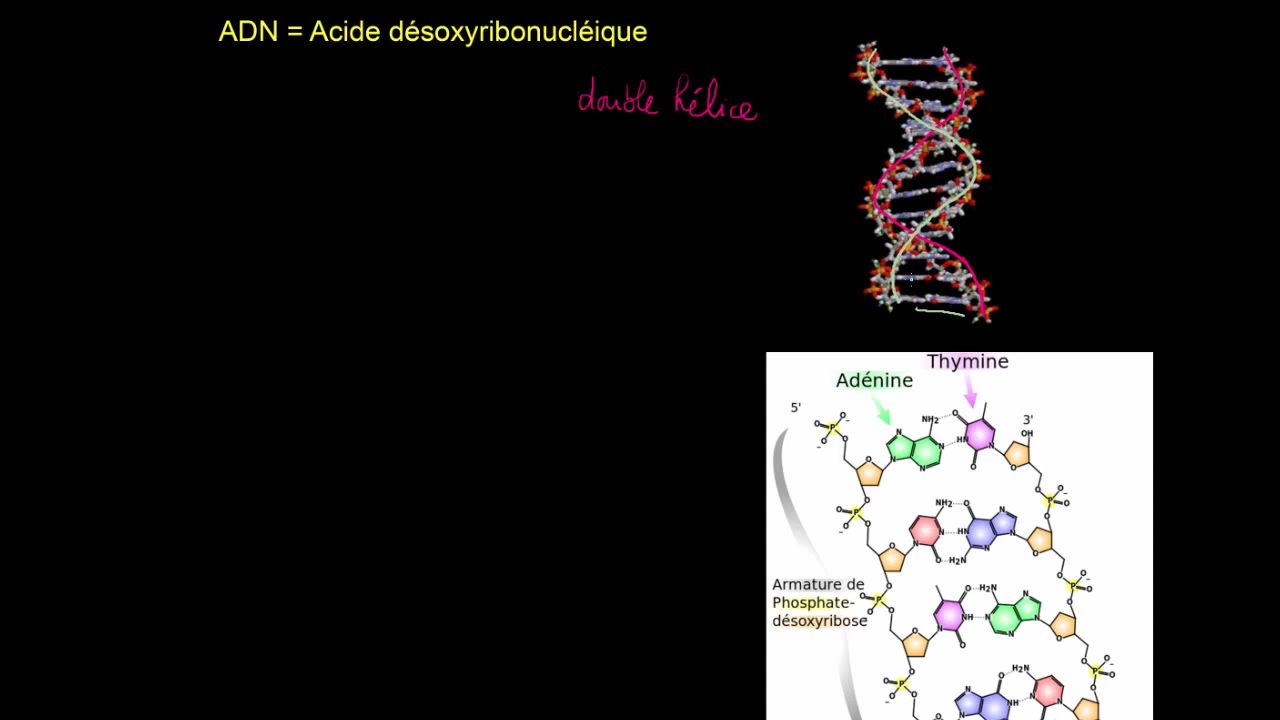 ADN = Acide désoxyribonucléique
double hélice
Thymine
Adénine
5'
3'
Armature de
Phosphate-
désoxyribose